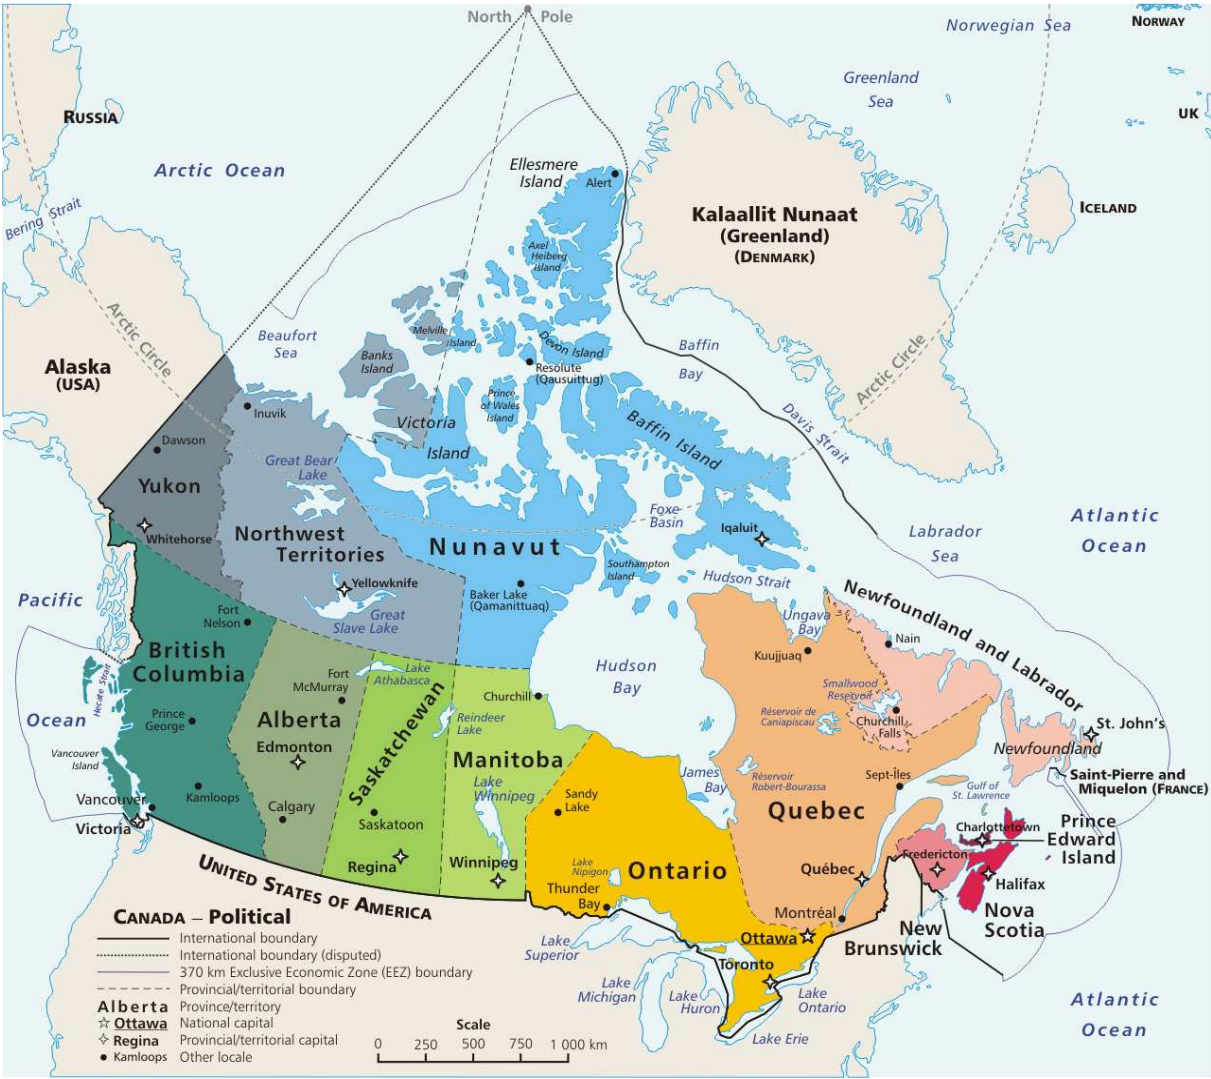 North Pole
Norwegian Sea
NORWAY
Greenland
Sea
RUSSIA
UK
Arctic Ocean
Ellesmere
Island
Alert
Bering Strait
Kalaallit Nunaat
(Greenland)
(DENMARK)
ICELAND
Axel
Heiberg
Island
Arctic Circle
Beaufort
Sea
Melville
Island
Devon Island
Baffin
Bay
Arctic Circle
Alaska
(USA)
Banks
Island
Resolute
(Qausuittuq)
Prince
of Wales
Island
Inuvik
Victoria
Island
Baffin Island
Davis Strait
Dawson
Great Bear
Lake
Yukon
Foxe
Basin
Iqaluit
Atlantic
Ocean
Whitehorse
Northwest
Territories
Nunavut
Labrador
Sea
Southampton
Island
Hudson Strait
Yellowknife
Baker Lake
(Qamanittuaq)
Pacific
Ocean
Great
Slave Lake
Newfoundland and Labrador
Fort
Nelson
Ungava
Bay
Nain
British
Columbia
Kuujjuaq
Hudson
Bay
Hecate Strait
Fort
McMurray
Lake
Athabasca
Smallwood
Reservoir
Churchill
Churchill
Falls
Prince
George
Alberta
Saskatchewan
Reindeer
Lake
Réservoir de
Caniapiscau
St. John's
Edmonton
Newfoundland
Vancouver
Island
Manitoba
James
Bay
Réservoir
Robert-Bourassa
Sept-Îles
Saint-Pierre and
Miquelon (FRANCE)
Lake
Winnipeg
Gulf of
St. Lawrence
Vancouver
Kamloops
Calgary
Sandy
Lake
Quebec
Victoria
Saskatoon
Charlottetown
Prince
Edward
Island
Regina
Winnipeg
Lake
Nipigon
Ontario
Québec
Fredericton
Halifax
UNITED STATES OF AMERICA
Thunder
Bay
Montréal
New
Brunswick
Nova
Scotia
Ottawa
Lake
Superior
Toronto
Lake
Michigan
Lake
Huron
Lake
Ontario
Lake Erie
Atlantic
Ocean
CANADA – Political
International boundary
International boundary (disputed)
370 km Exclusive Economic Zone (EEZ) boundary
Provincial/territorial boundary
Alberta Province/territory
Ottawa National capital
Regina Provincial/territorial capital
Kamloops Other locale
Scale
0 250 500 750 1 000 km